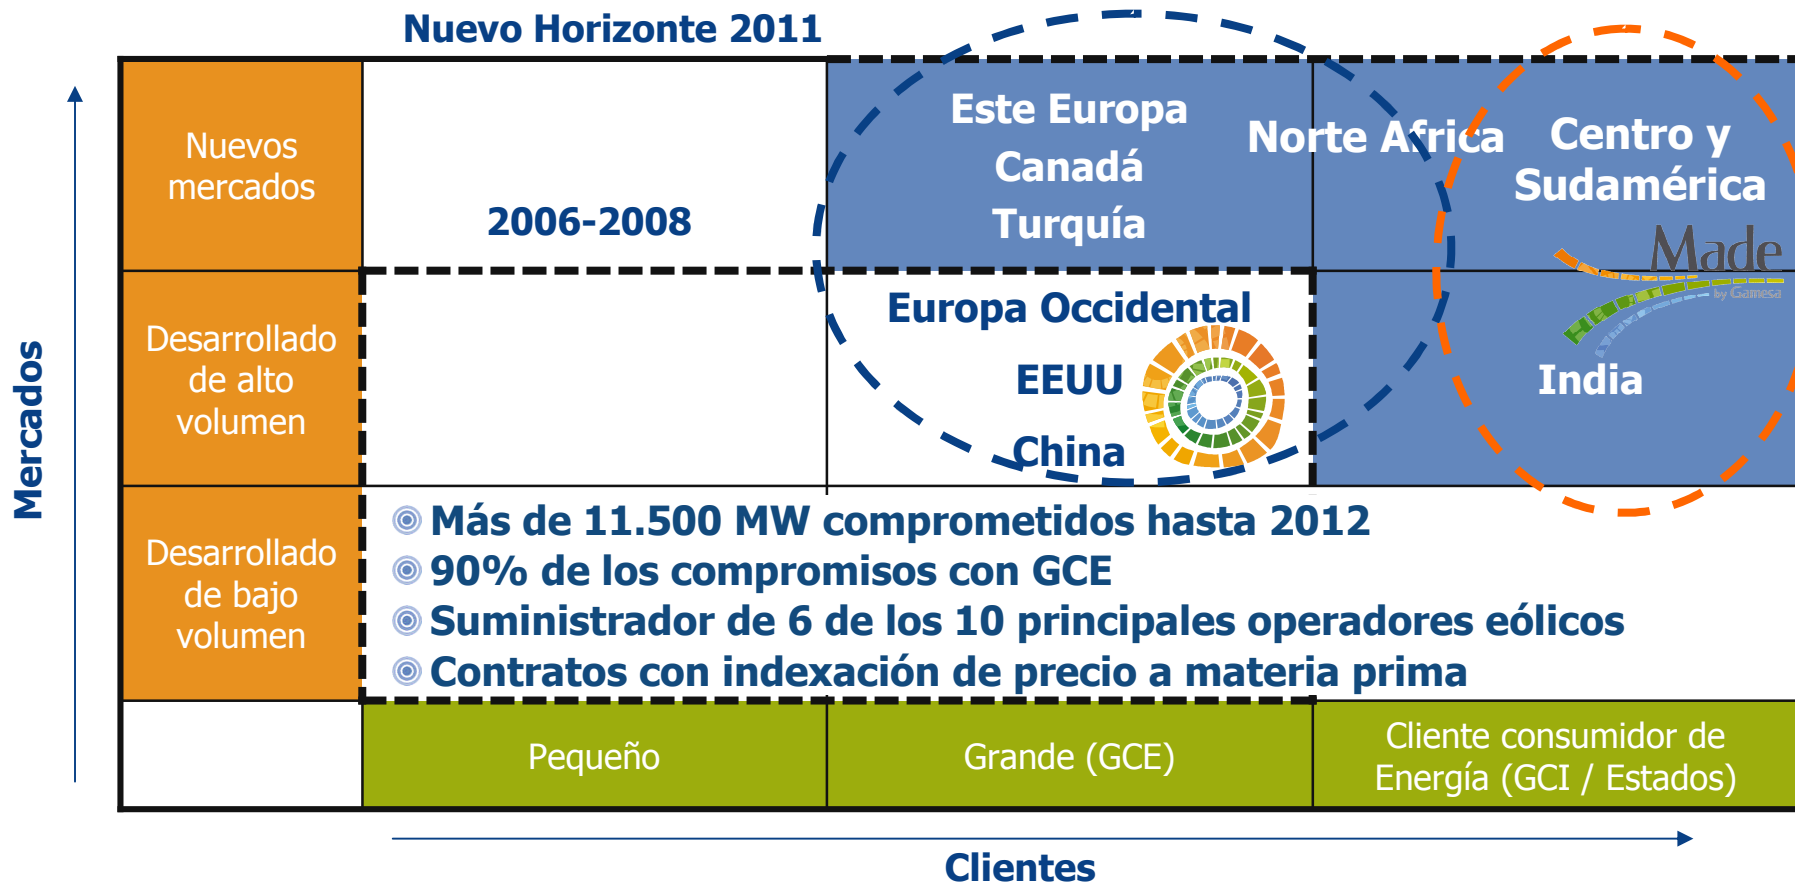 Nuevo Horizonte 2011
Mercados
Nuevos
mercados
2006-2008
Este Europa
Canadá
Turquía
Norte Africa
Centro y
Sudamérica
Made
by Gamesa
Desarrollado
de alto
volumen
Europa Occidental
EEUU
China
India
Desarrollado
de bajo
volumen
Más de 11.500 MW comprometidos hasta 2012
90% de los compromisos con GCE
Suministrador de 6 de los 10 principales operadores eólicos
Contratos con indexación de precio a materia prima
Pequeño
Grande (GCE)
Cliente consumidor de
Energía (GCI / Estados)
Clientes